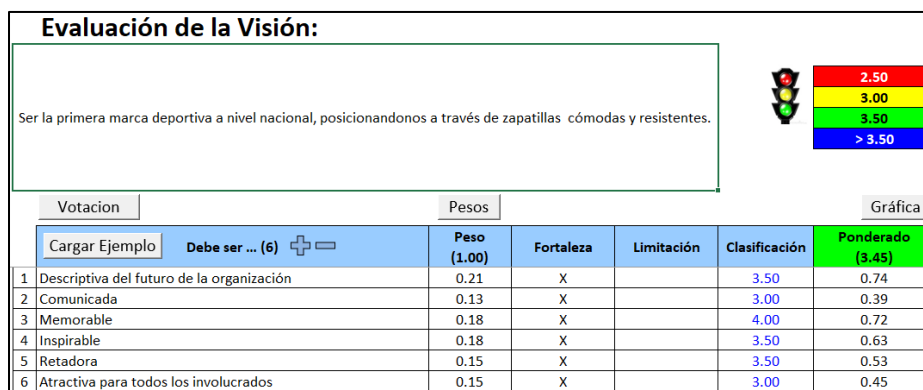 Evaluación de la Visión:
Ser la primera marca deportiva a nivel nacional, posicionandonos a través de zapatillas cómodas y resistentes.
2.50
3.00
3.50
> 3.50
Votacion Pesos Gráfica
Cargar Ejemplo Debe ser ... (6) Peso (1.00) Fortaleza Limitación Clasificación Ponderado (3.45)
1 Descriptiva del futuro de la organización 0.21 X 3.50 0.74
2 Comunicada 0.13 X 3.00 0.39
3 Memorable 0.18 X 4.00 0.72
4 Inspirable 0.18 X 3.50 0.63
5 Retadora 0.15 X 3.50 0.53
6 Atractiva para todos los involucrados 0.15 X 3.00 0.45